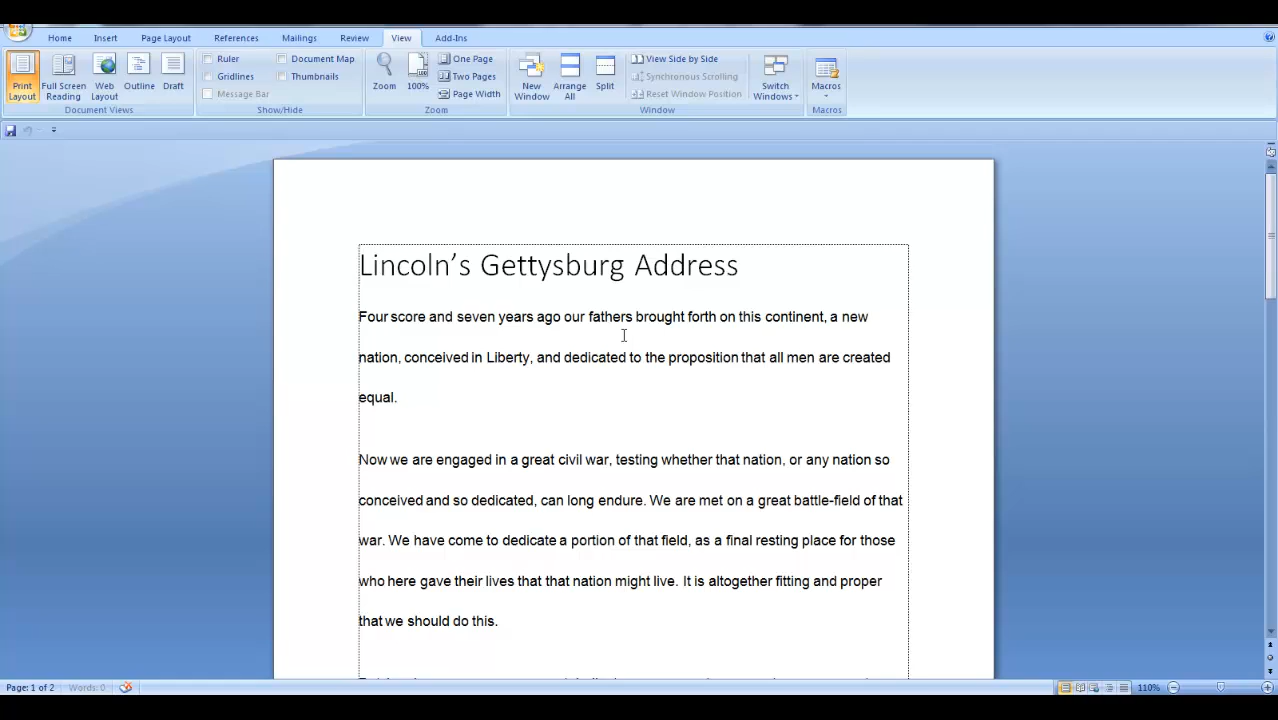 Home Insert Page Layout References Mailings Review View Add-Ins
Print Layout
Full Screen Reading
Web Layout
Outline
Draft
Document Views
Ruler
Gridlines
Message Bar
Document Map
Thumbnails
Show/Hide
Zoom
100%
One Page
Two Pages
Page Width
Zoom
New Window
Arrange All
Split
View Side by Side
Synchronous Scrolling
Reset Window Position
Switch Windows
Window
Macros
Macros
Lincoln’s Gettysburg Address
Four score and seven years ago our fathers brought forth on this continent, a new
nation, conceived in Liberty, and dedicated to the proposition that all men are created
equal.
Now we are engaged in a great civil war, testing whether that nation, or any nation so
conceived and so dedicated, can long endure. We are met on a great battle-field of that
war. We have come to dedicate a portion of that field, as a final resting place for those
who here gave their lives that that nation might live. It is altogether fitting and proper
that we should do this.
Page: 1 of 2 Words: 0 110%